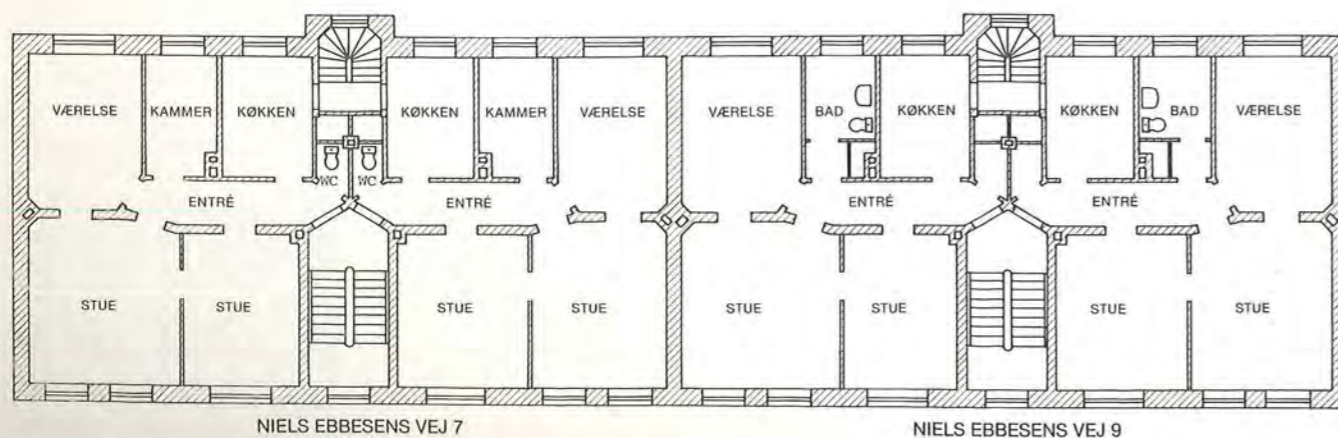 VÆRELSE KAMMER KØKKEN KØKKEN KAMMER VÆRELSE VÆRELSE BAD KØKKEN KØKKEN BAD VÆRELSE
WC WC
ENTRÉ ENTRÉ ENTRÉ ENTRÉ
STUE STUE STUE STUE STUE STUE STUE STUE
NIELS EBBESENS VEJ 7 NIELS EBBESENS VEJ 9